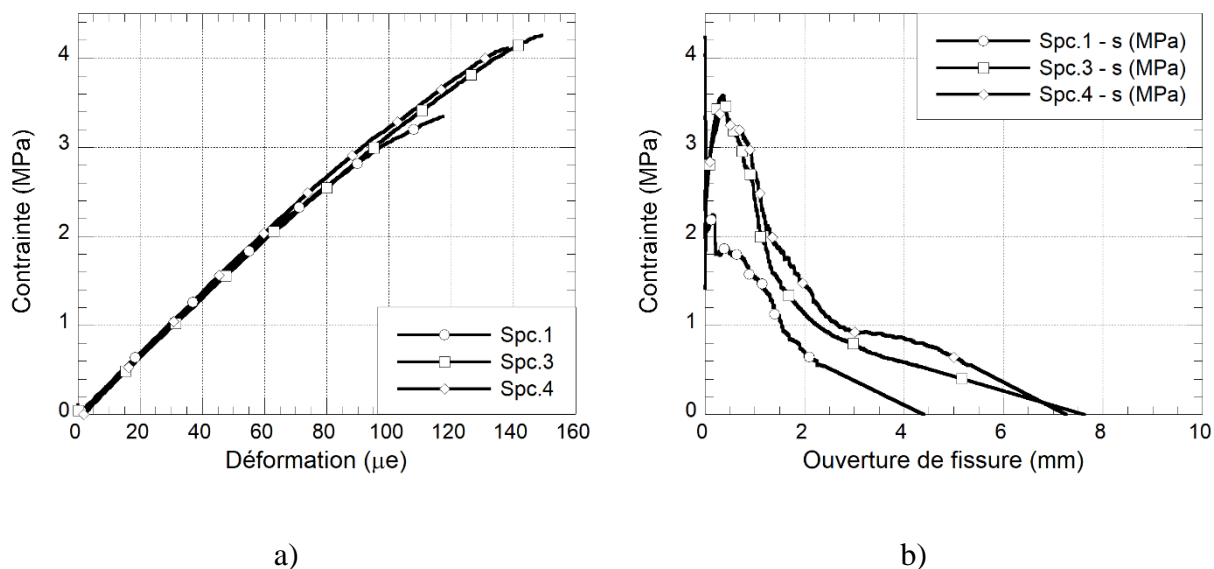 4
3
2
1
0
Contrainte (MPa)
Spc.1
Spc.3
Spc.4
0 20 40 60 80 100 120 140 160
Déformation (μe)
a)
4
3
2
1
0
Contrainte (MPa)
Spc.1 - s (MPa)
Spc.3 - s (MPa)
Spc.4 - s (MPa)
0 2 4 6 8 10
Ouverture de fissure (mm)
b)